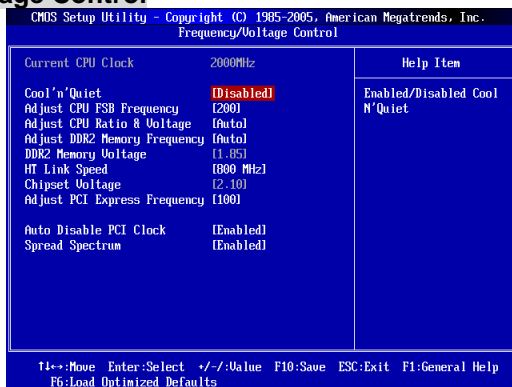 age Control
CMOS Setup Utility - Copyright (C) 1985-2005, American Megatrends, Inc.
Frequency/Voltage Control
Current CPU Clock 2000MHz
Help Item
Cool'n'Quiet [Disabled]
Enabled/Disabled Cool
Adjust CPU FSB Frequency [200]
N'Quiet
Adjust CPU Ratio & Voltage [Auto]
Adjust DDR2 Memory Frequency [Auto]
DDR2 Memory Voltage [1.85]
HT Link Speed [800 MHz]
Chipset Voltage [2.10]
Adjust PCI Express Frequency [100]
Auto Disable PCI Clock [Enabled]
Spread Spectrum [Enabled]
↑↓↔:Move Enter:Select +/-/:Value F10:Save ESC:Exit F1:General Help
F6:Load Optimized Defaults